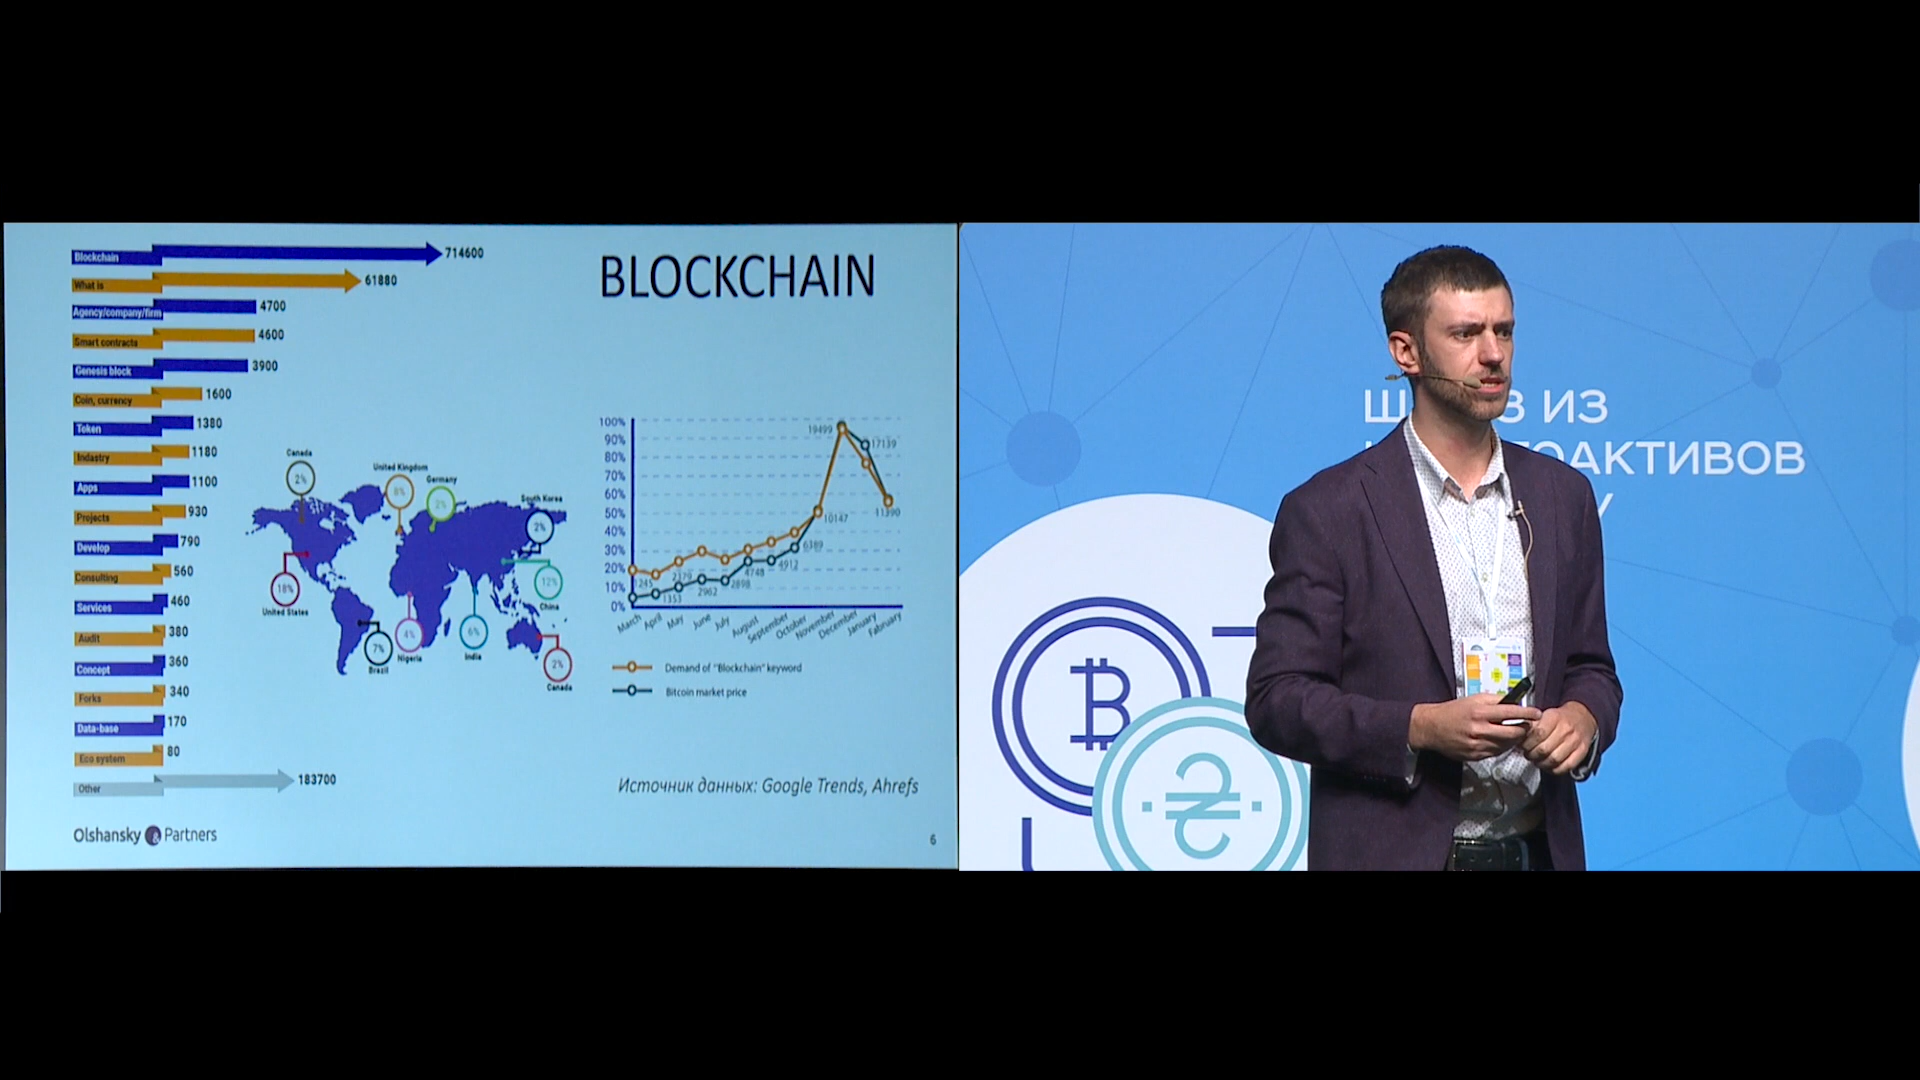 BLOCKCHAIN
Blockchain 714600
What is 61880
Agency/company/firm 4700
Smart contracts 4600
Genesis block 3900
Coin, currency 1600
Token 1380
Indastry 1180
Apps 1100
Projects 930
Develop 790
Consulting 560
Services 460
Audit 380
Concept 360
Forks 340
Data-base 170
Eco system 80
Other 183700
Canada
2%
United Kingdom
8%
Germany
2%
South Korea
2%
18%
United States
12%
China
7%
Brazil
4%
Nigeria
6%
India
2%
Canada
100%
90%
80%
70%
60%
50%
40%
30%
20%
10%
0%
1245
1353
2379
2962
2898
4748
4912
6389
10147
19499
17139
11390
March
April
May
June
July
August
September
October
November
December
January
Fabruary
Demand of "Blockchain" keyword
Bitcoin market price
Источник данных: Google Trends, Ahrefs
Olshansky & Partners
6
ИЗ